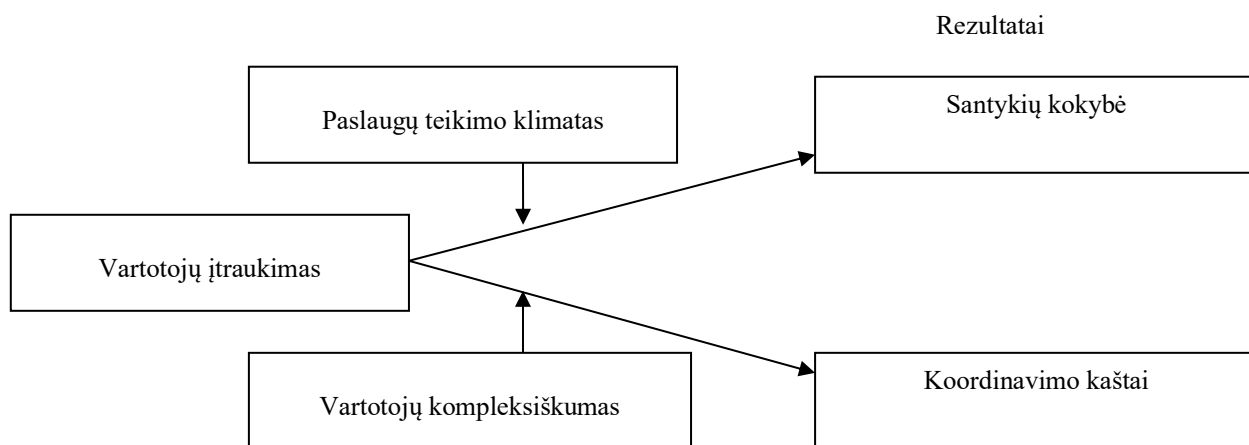 Rezultatai
Paslaugų teikimo klimatas
Santykių kokybė
Vartotojų įtraukimas
Vartotojų kompleksiškumas
Koordinavimo kaštai